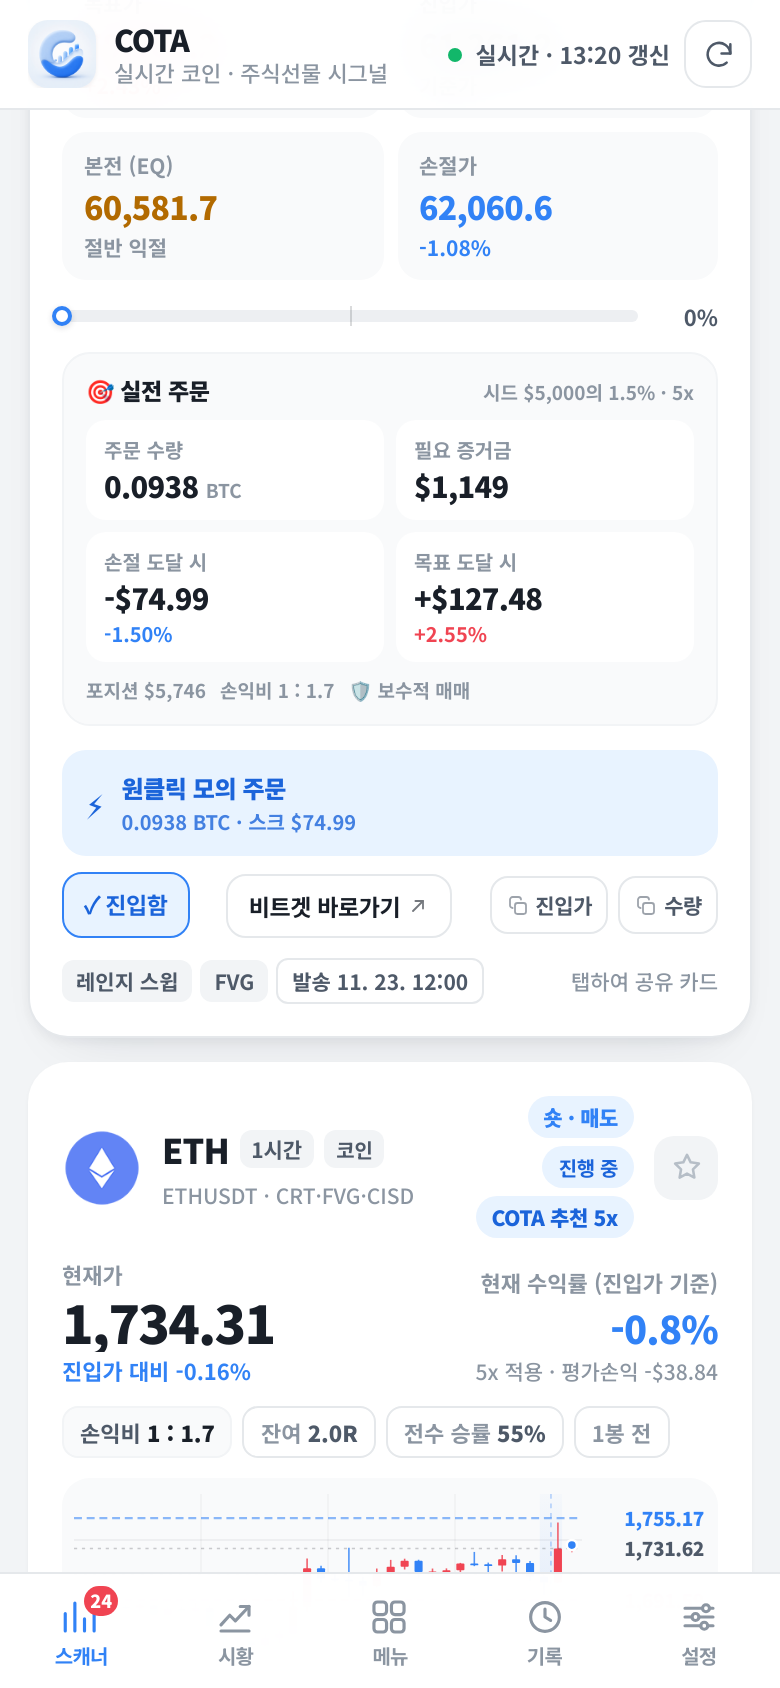 COTA
실시간 코인 · 주식선물 시그널
실시간 · 13:20 갱신
본전 (EQ)
60,581.7
절반 익절
손절가
62,060.6
-1.08%
0%
🎯 실전 주문
시드 $5,000의 1.5% · 5x
주문 수량
0.0938 BTC
필요 증거금
$1,149
손절 도달 시
-$74.99
-1.50%
목표 도달 시
+$127.48
+2.55%
포지션 $5,746 손익비 1 : 1.7 🛡️ 보수적 매매
⚡ 원클릭 모의 주문
0.0938 BTC · 스크 $74.99
✓ 진입함
비트겟 바로가기 ↗
진입가
수량
레인지 스윕
FVG
발송 11. 23. 12:00
탭하여 공유 카드
ETH 1시간 코인
ETHUSDT · CRT·FVG·CISD
숏 · 매도
진행 중
COTA 추천 5x
현재가
1,734.31
진입가 대비 -0.16%
현재 수익률 (진입가 기준)
-0.8%
5x 적용 · 평가손익 -$38.84
손익비 1 : 1.7
잔여 2.0R
전수 승률 55%
1봉 전
1,755.17
1,731.62
24
스캐너
시황
메뉴
기록
설정